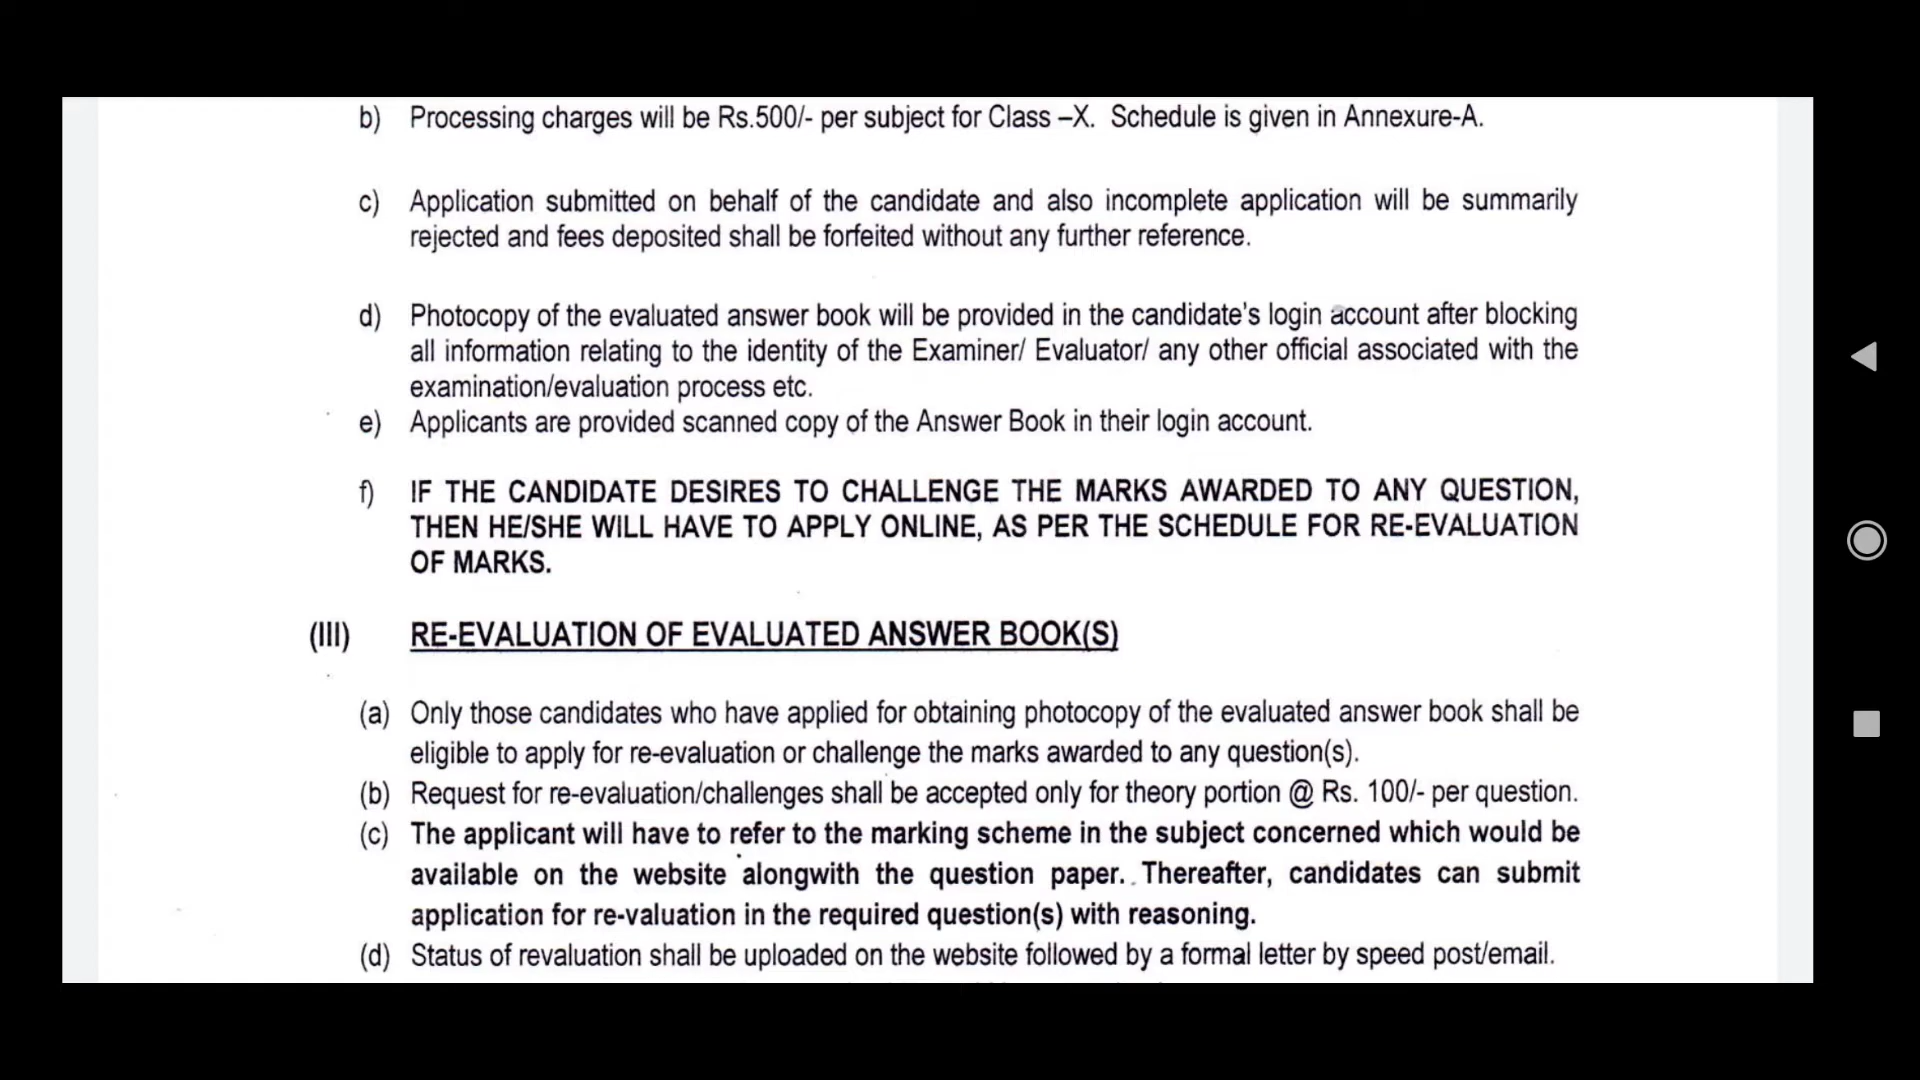 b) Processing charges will be Rs.500/- per subject for Class –X. Schedule is given in Annexure-A.
c) Application submitted on behalf of the candidate and also incomplete application will be summarily
rejected and fees deposited shall be forfeited without any further reference.
d) Photocopy of the evaluated answer book will be provided in the candidate's login account after blocking
all information relating to the identity of the Examiner/ Evaluator/ any other official associated with the
examination/evaluation process etc.
e) Applicants are provided scanned copy of the Answer Book in their login account.
f) IF THE CANDIDATE DESIRES TO CHALLENGE THE MARKS AWARDED TO ANY QUESTION,
THEN HE/SHE WILL HAVE TO APPLY ONLINE, AS PER THE SCHEDULE FOR RE-EVALUATION
OF MARKS.
(III) RE-EVALUATION OF EVALUATED ANSWER BOOK(S)
(a) Only those candidates who have applied for obtaining photocopy of the evaluated answer book shall be
eligible to apply for re-evaluation or challenge the marks awarded to any question(s).
(b) Request for re-evaluation/challenges shall be accepted only for theory portion @ Rs. 100/- per question.
(c) The applicant will have to refer to the marking scheme in the subject concerned which would be
available on the website alongwith the question paper. Thereafter, candidates can submit
application for re-valuation in the required question(s) with reasoning.
(d) Status of revaluation shall be uploaded on the website followed by a formal letter by speed post/email.